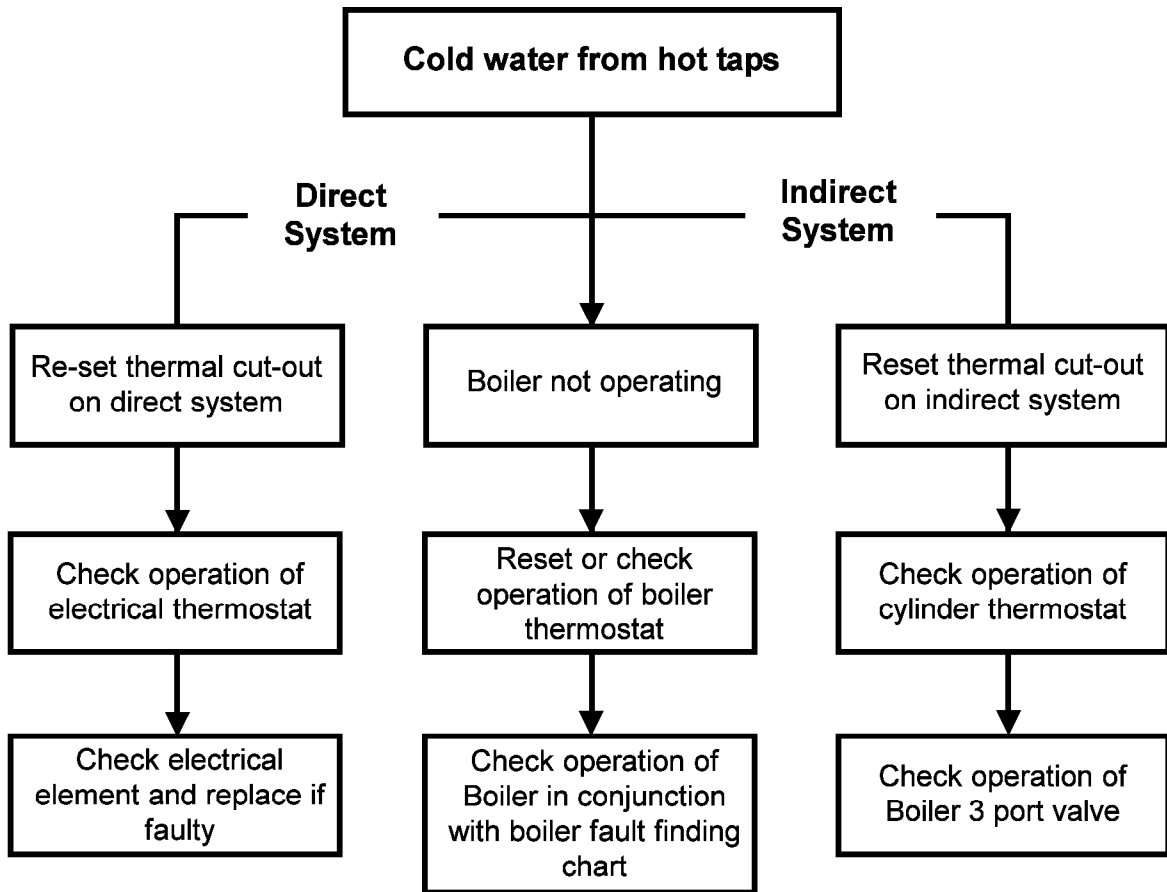 Cold water from hot taps
Direct
System
Indirect
System
Re-set thermal cut-out
on direct system
Boiler not operating
Reset thermal cut-out
on indirect system
Check operation of
electrical thermostat
Reset or check
operation of boiler
thermostat
Check operation of
cylinder thermostat
Check electrical
element and replace if
faulty
Check operation of
Boiler in conjunction
with boiler fault finding
chart
Check operation of
Boiler 3 port valve